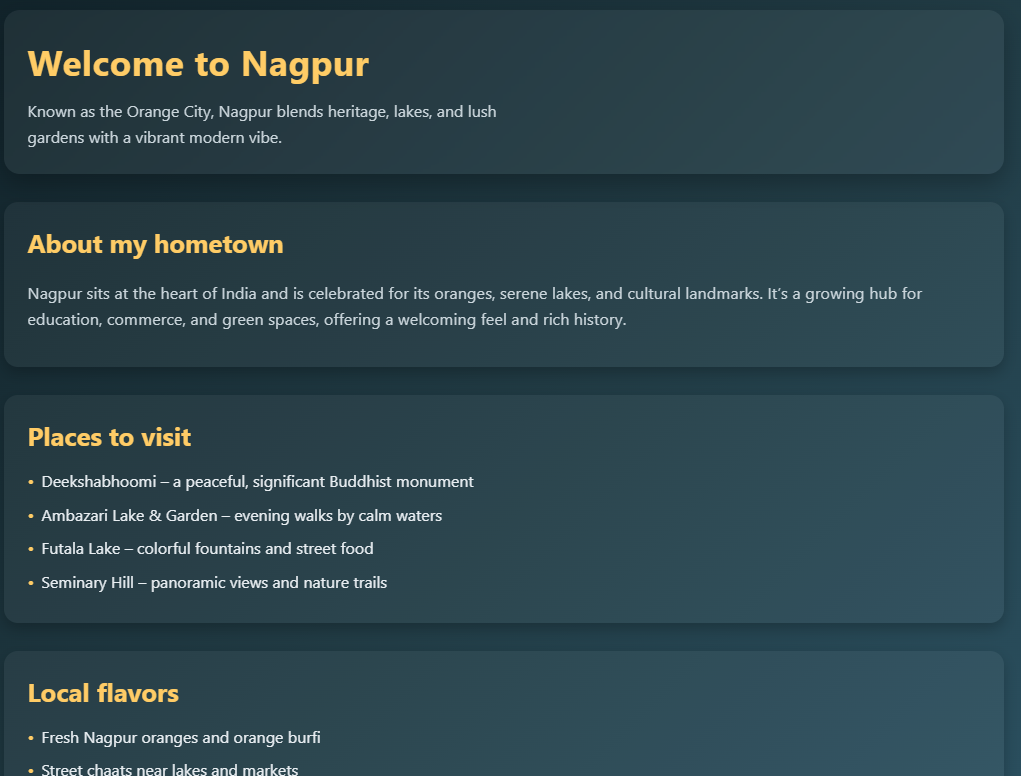 Welcome to Nagpur
Known as the Orange City, Nagpur blends heritage, lakes, and lush
gardens with a vibrant modern vibe.
About my hometown
Nagpur sits at the heart of India and is celebrated for its oranges, serene lakes, and cultural landmarks. It’s a growing hub for
education, commerce, and green spaces, offering a welcoming feel and rich history.
Places to visit
• Deekshabhoomi – a peaceful, significant Buddhist monument
• Ambazari Lake & Garden – evening walks by calm waters
• Futala Lake – colorful fountains and street food
• Seminary Hill – panoramic views and nature trails
Local flavors
• Fresh Nagpur oranges and orange burfi
• Street chaats near lakes and markets